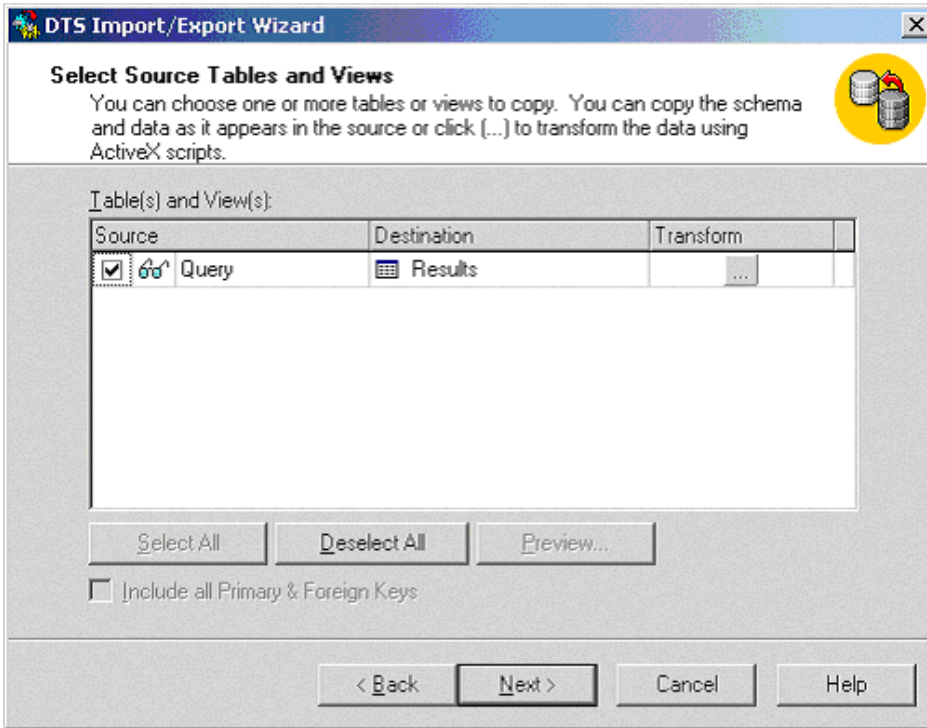 DTS Import/Export Wizard
Select Source Tables and Views
You can choose one or more tables or views to copy. You can copy the schema
and data as it appears in the source or click (...) to transform the data using
ActiveX scripts.
Table(s) and View(s):
Source Destination Transform
Query Results ...
Select All Deselect All Preview...
Include all Primary & Foreign Keys
< Back Next > Cancel Help